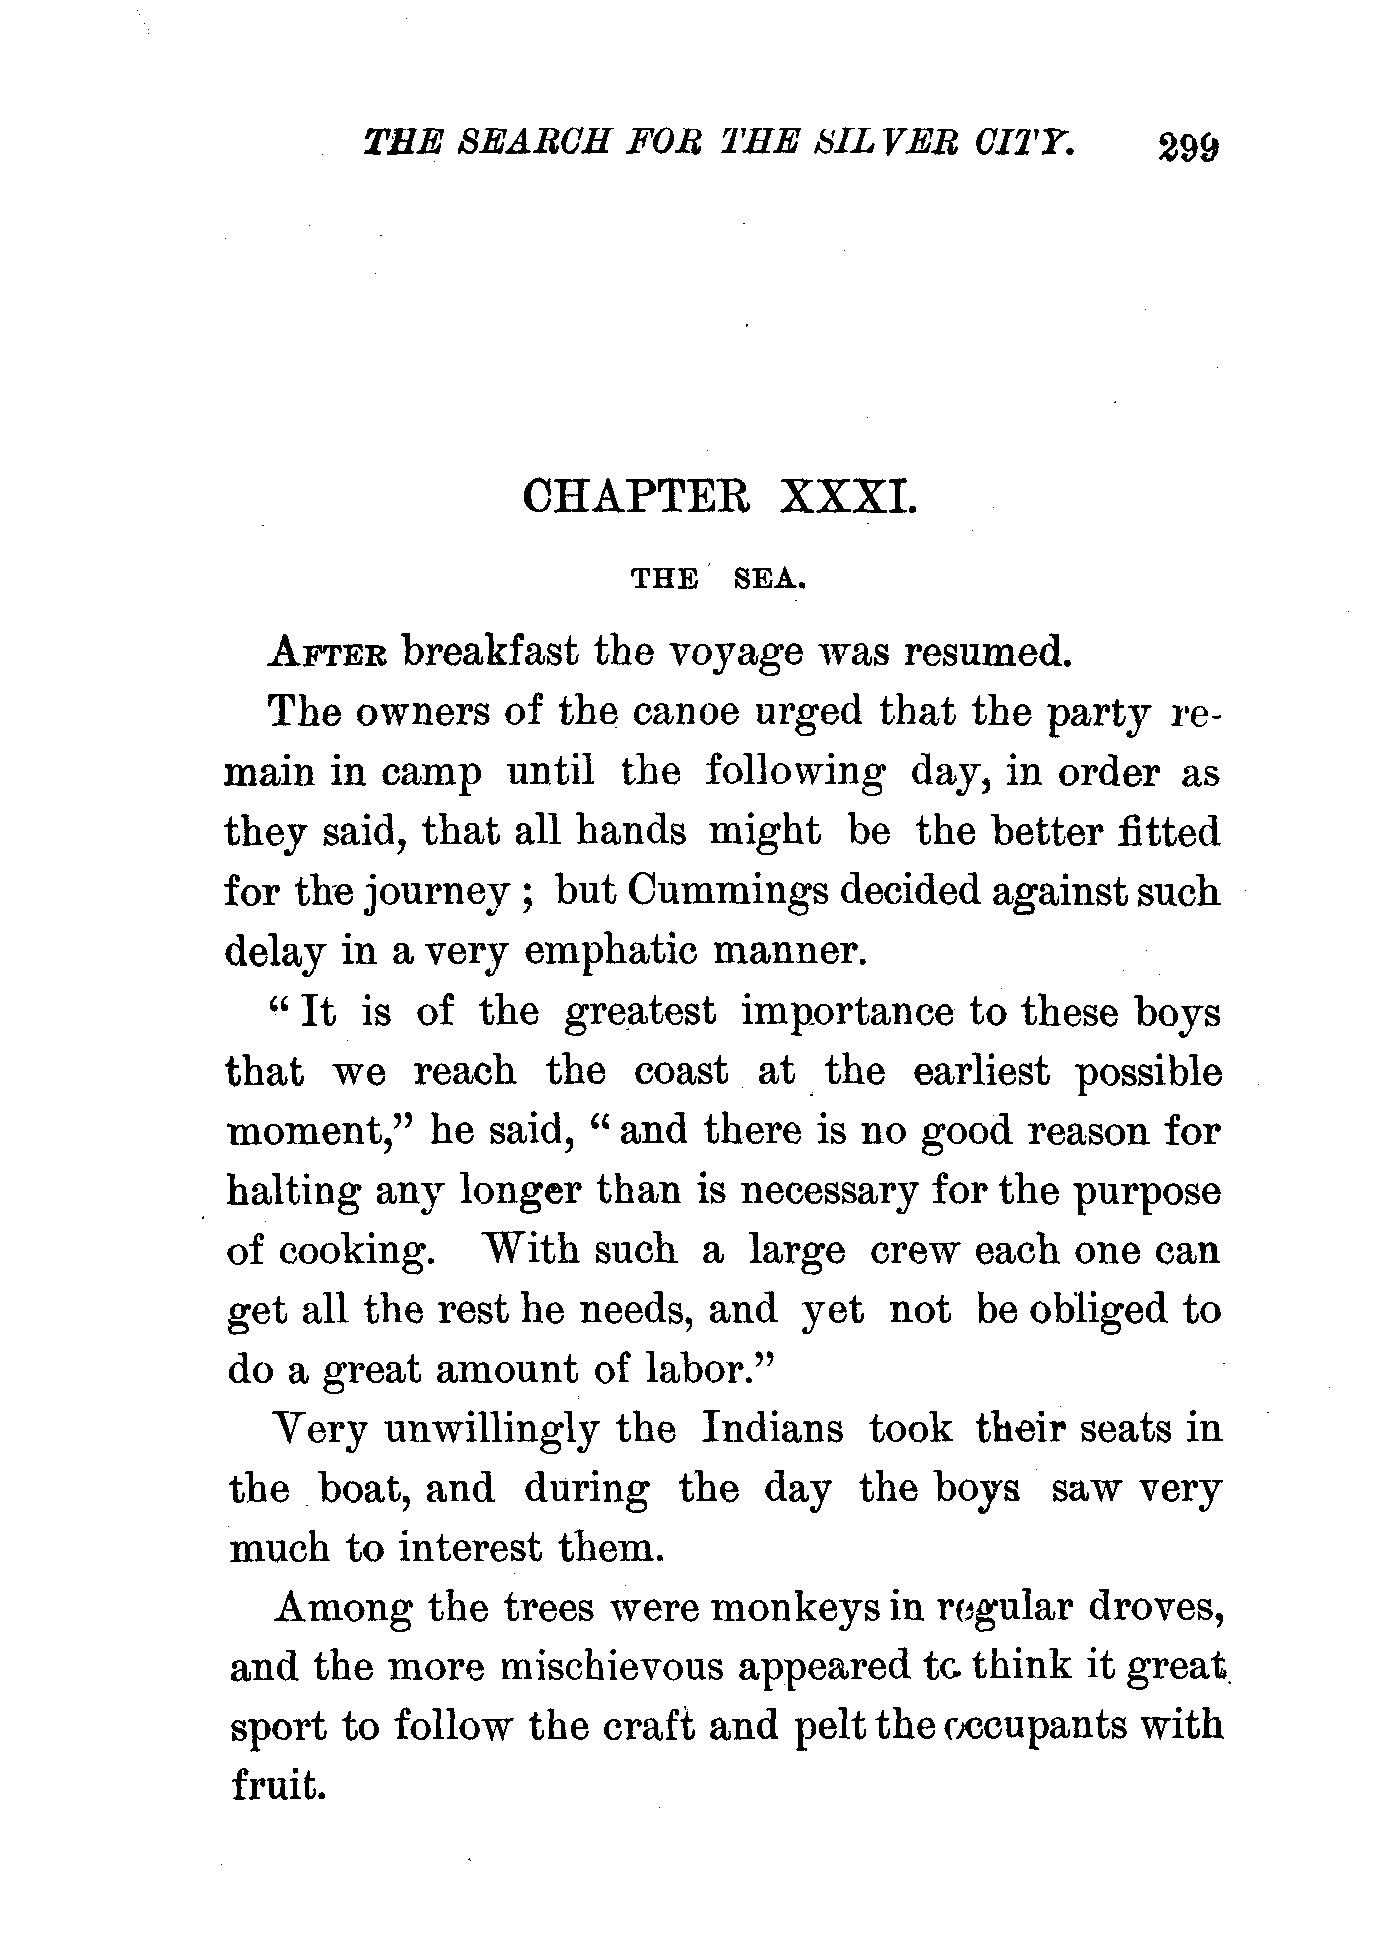 THE SEARCH FOR THE SILVER CITY. 299
CHAPTER XXXI.
THE SEA.
AFTER breakfast the voyage was resumed.
The owners of the canoe urged that the party re-
main in camp until the following day, in order as
they said, that all hands might be the better fitted
for the journey ; but Cummings decided against such
delay in a very emphatic manner.
“ It is of the greatest importance to these boys
that we reach the coast at the earliest possible
moment,” he said, “ and there is no good reason for
halting any longer than is necessary for the purpose
of cooking. With such a large crew each one can
get all the rest he needs, and yet not be obliged to
do a great amount of labor.”
Very unwillingly the Indians took their seats in
the boat, and during the day the boys saw very
much to interest them.
Among the trees were monkeys in regular droves,
and the more mischievous appeared to think it great
sport to follow the craft and pelt the occupants with
fruit.